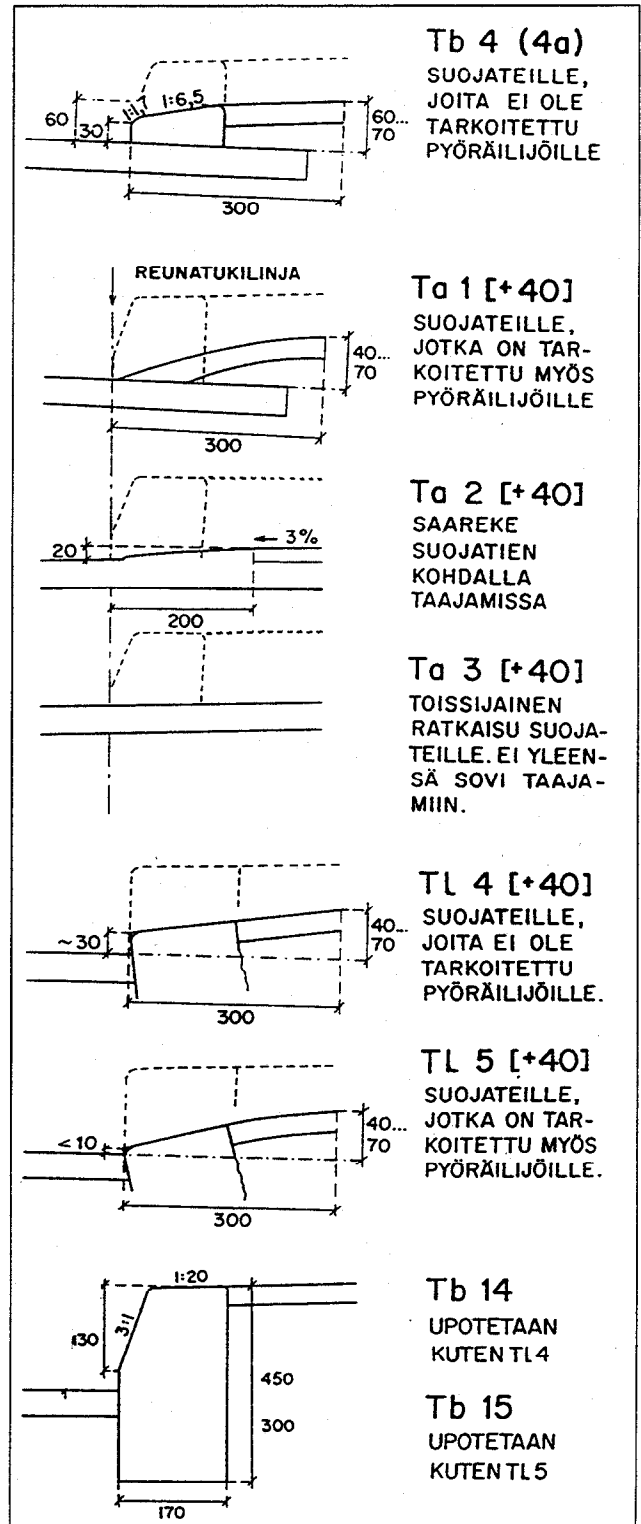 Tb 4 (4a)
SUOJATEILLE,
JOITA EI OLE
TARKOITETTU
PYÖRÄILIJÖILLE
1:1,7
1:6,5
60
30
60...
70
300
REUNATUKILINJA
Ta 1 [+40]
SUOJATEILLE,
JOTKA ON TAR-
KOITETTU MYÖS
PYÖRÄILIJÖILLE
40...
70
300
Ta 2 [+40]
SAAREKE
SUOJATIEN
KOHDALLA
TAAJAMISSA
20
← 3%
200
Ta 3 [+40]
TOISSIJAINEN
RATKAISU SUOJA-
TEILLE. EI YLEEN-
SÄ SOVI TAAJA-
MIIN.
TL 4 [+40]
SUOJATEILLE,
JOITA EI OLE
TARKOITETTU
PYÖRÄILIJÖILLE.
~30
40...
70
300
TL 5 [+40]
SUOJATEILLE,
JOTKA ON TAR-
KOITETTU MYÖS
PYÖRÄILIJÖILLE.
<10
40...
70
300
1:20
130
3:1
450
300
170
Tb 14
UPOTETAAN
KUTEN TL4
Tb 15
UPOTETAAN
KUTEN TL5